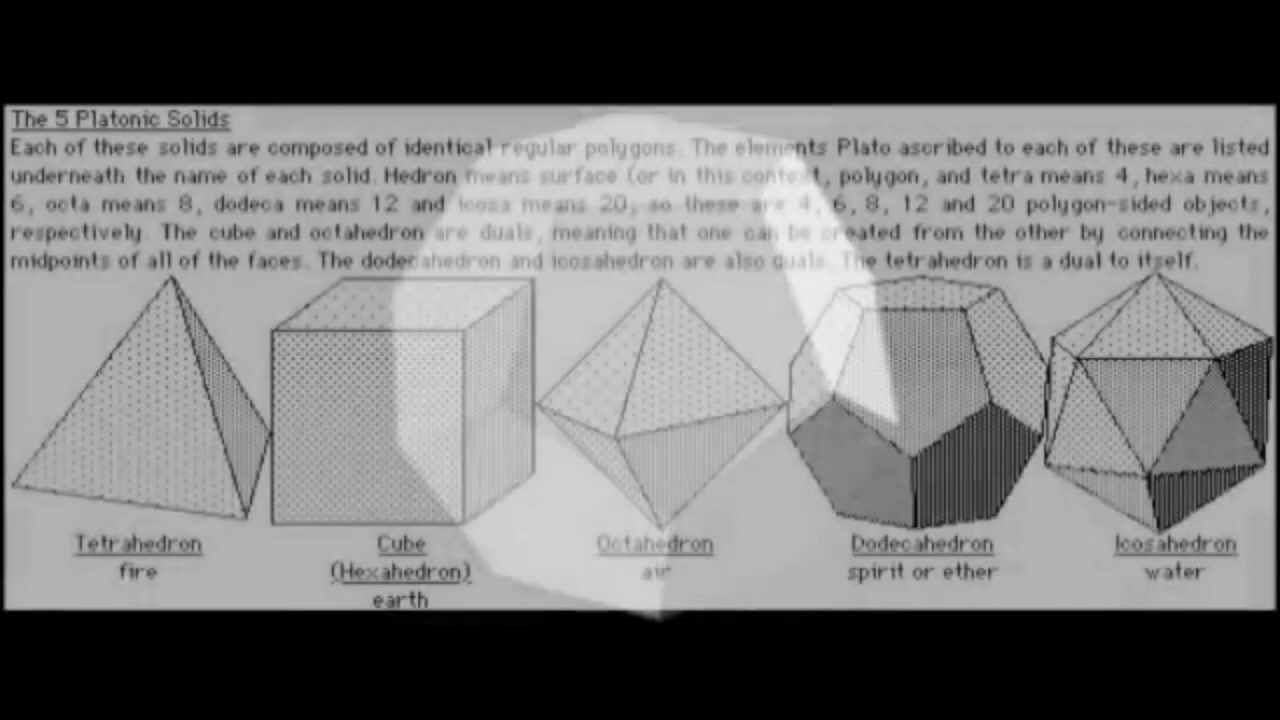 The 5 Platonic Solids
Each of these solids are composed of identical regular polygons. The elements Plato ascribed to each of these are listed
underneath the name of each solid. Hedron means surface (or in this context, polygon, and tetra means 4, hexa means
6, octa means 8, dodeca means 12 and icosa means 20, so these are 4, 6, 8, 12 and 20 polygon-sided objects,
respectively. The cube and octahedron are duals, meaning that one can be created from the other by connecting the
midpoints of all of the faces. The dodecahedron and icosahedron are also duals. The tetrahedron is a dual to itself.
Tetrahedron
fire
Cube
(Hexahedron)
earth
Octahedron
air
Dodecahedron
spirit or ether
Icosahedron
water